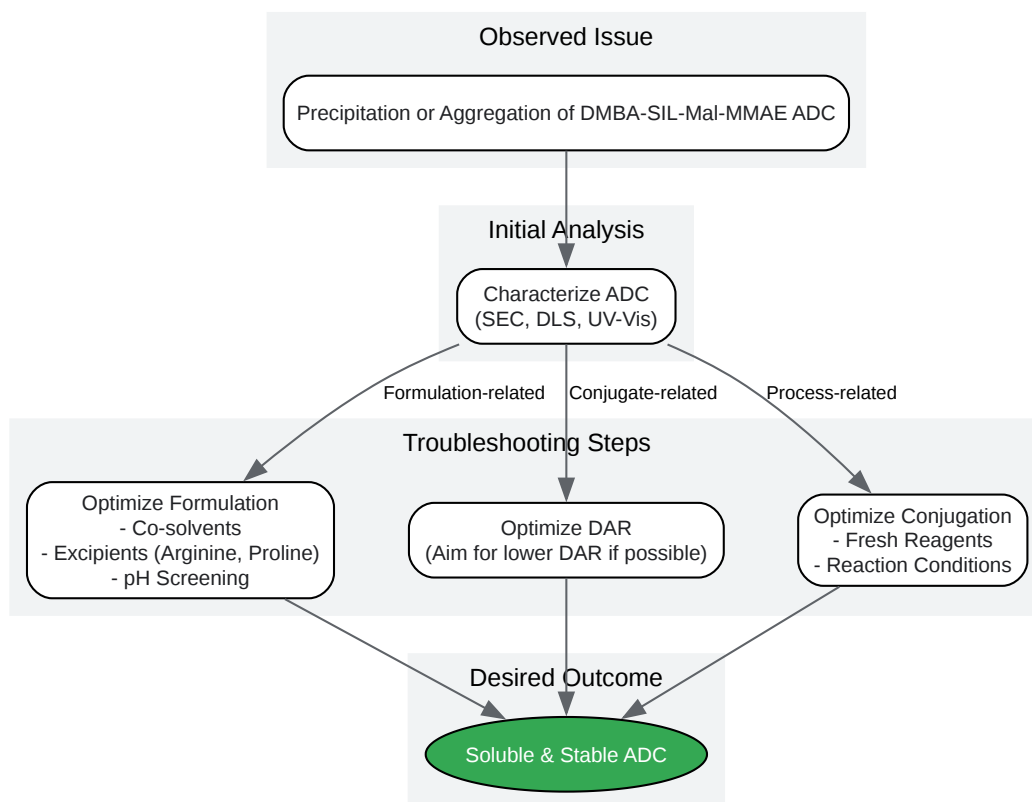 Observed Issue
Precipitation or Aggregation of DMBA-SIL-Mal-MMAE ADC
Initial Analysis
Characterize ADC
(SEC, DLS, UV-Vis)
Formulation-related
Conjugate-related
Process-related
Troubleshooting Steps
Optimize Formulation
- Co-solvents
- Excipients (Arginine, Proline)
- pH Screening
Optimize DAR
(Aim for lower DAR if possible)
Optimize Conjugation
- Fresh Reagents
- Reaction Conditions
Desired Outcome
Soluble & Stable ADC